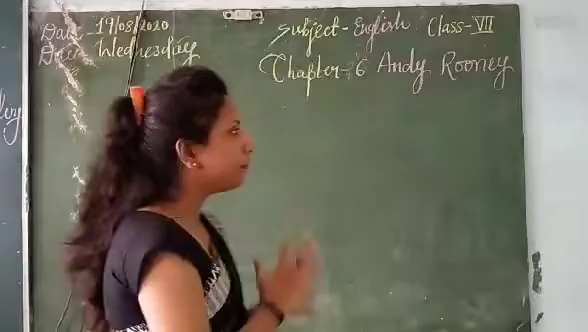 Date 19/08/2020
Day Wednesday
Subject- English Class- VII
Chapter-6 Andy Rooney